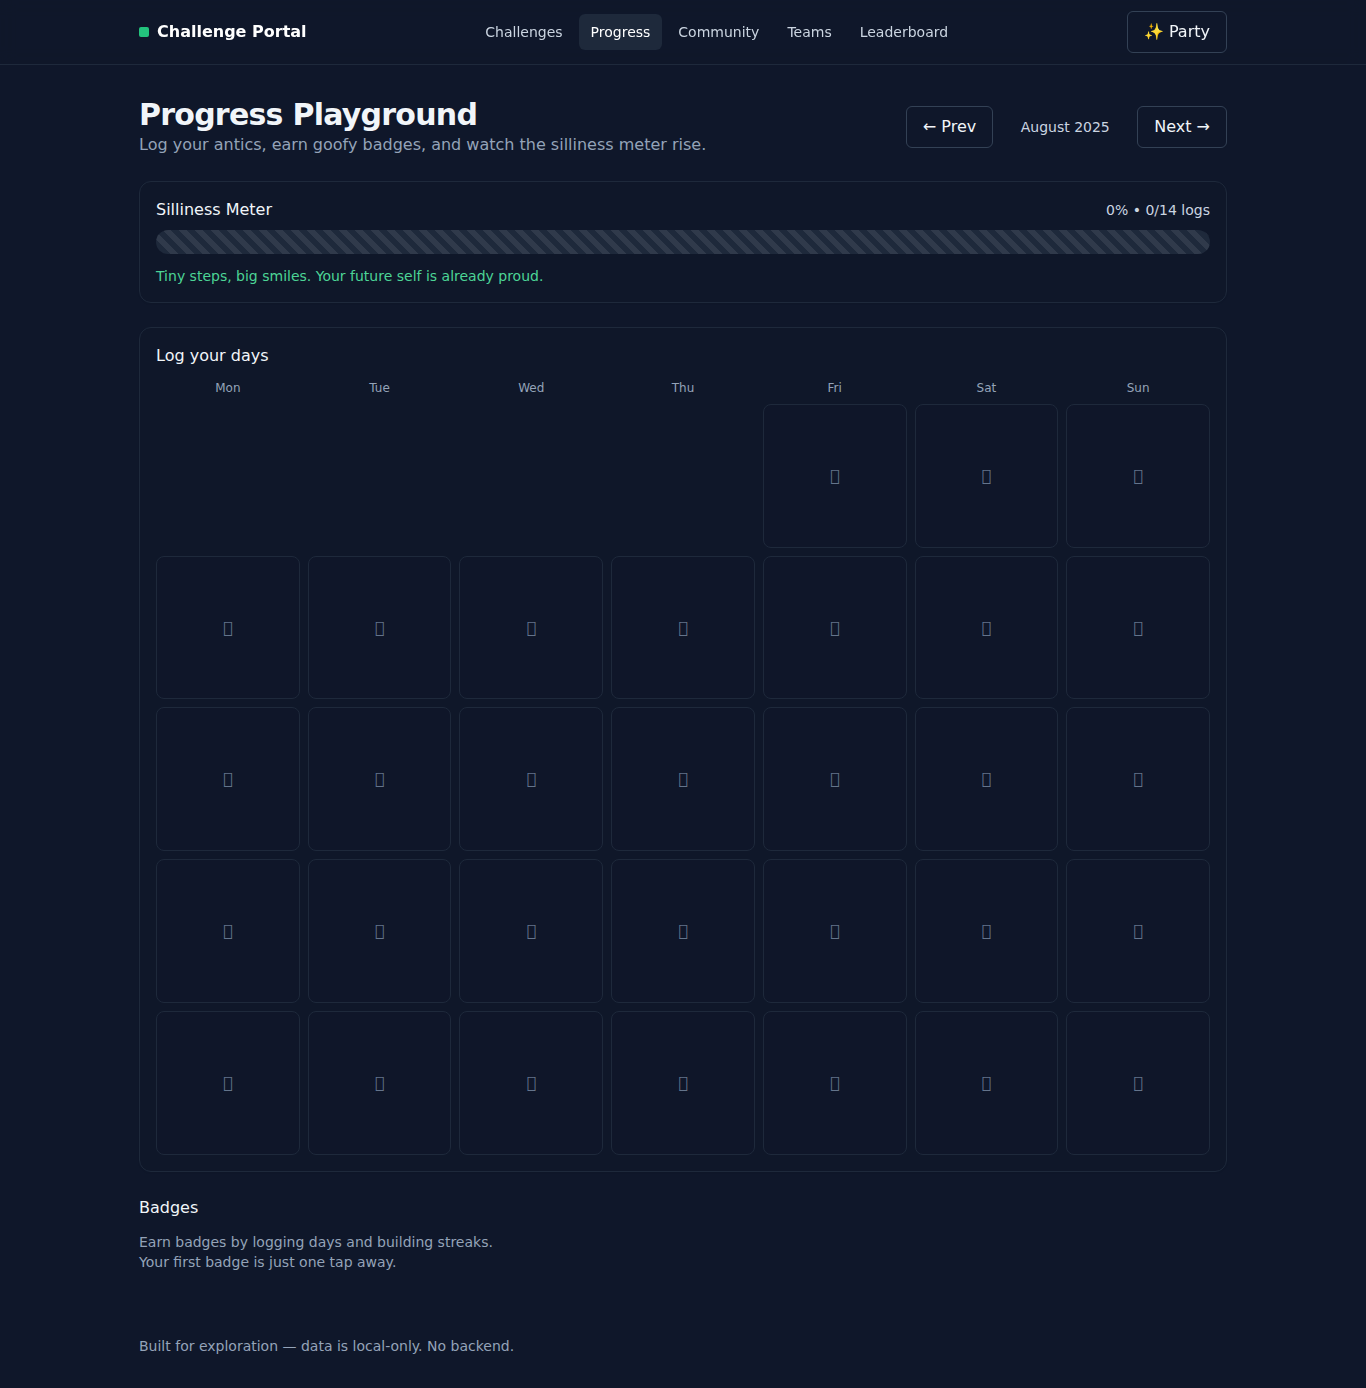 Challenge Portal
Challenges Progress Community Teams Leaderboard
✨ Party
Progress Playground
Log your antics, earn goofy badges, and watch the silliness meter rise.
← Prev August 2025 Next →
Silliness Meter
0% • 0/14 logs
Tiny steps, big smiles. Your future self is already proud.
Log your days
Mon Tue Wed Thu Fri Sat Sun
Badges
Earn badges by logging days and building streaks.
Your first badge is just one tap away.
Built for exploration — data is local-only. No backend.